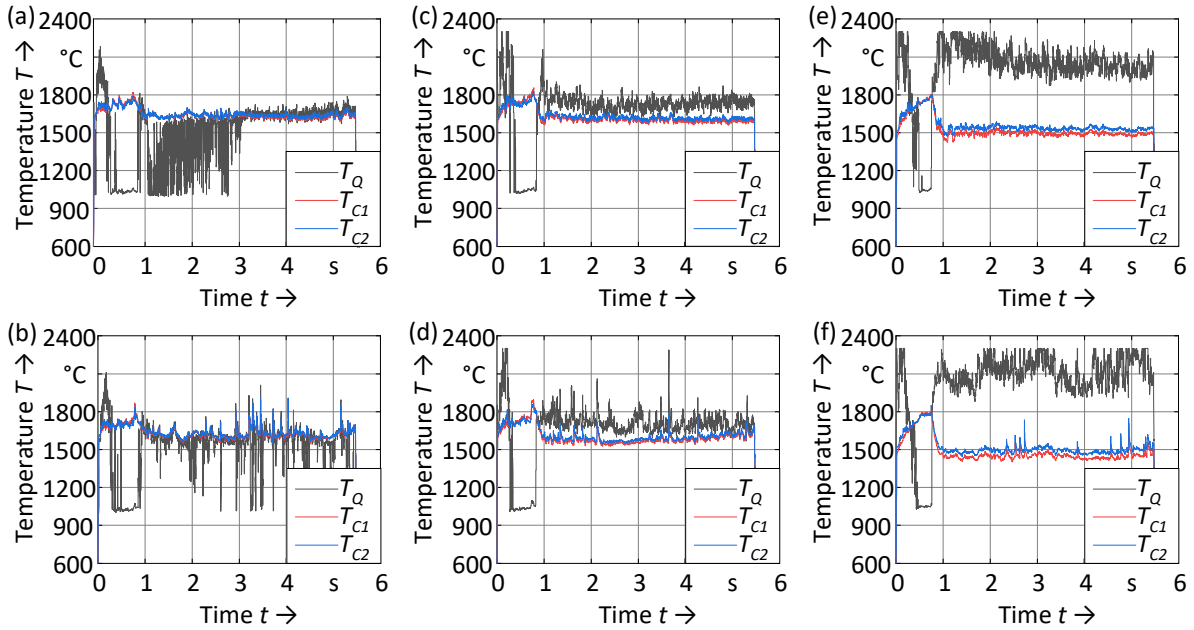 (a)
2400
°C
1800
1500
1200
900
600
Temperature T →
T_Q
T_C1
T_C2
0 1 2 3 4 s 6
Time t →
(c)
2400
°C
1800
1500
1200
900
600
Temperature T →
T_Q
T_C1
T_C2
0 1 2 3 4 s 6
Time t →
(e)
2400
°C
1800
1500
1200
900
600
Temperature T →
T_Q
T_C1
T_C2
0 1 2 3 4 s 6
Time t →
(b)
2400
°C
1800
1500
1200
900
600
Temperature T →
T_Q
T_C1
T_C2
0 1 2 3 4 s 6
Time t →
(d)
2400
°C
1800
1500
1200
900
600
Temperature T →
T_Q
T_C1
T_C2
0 1 2 3 4 s 6
Time t →
(f)
2400
°C
1800
1500
1200
900
600
Temperature T →
T_Q
T_C1
T_C2
0 1 2 3 4 s 6
Time t →